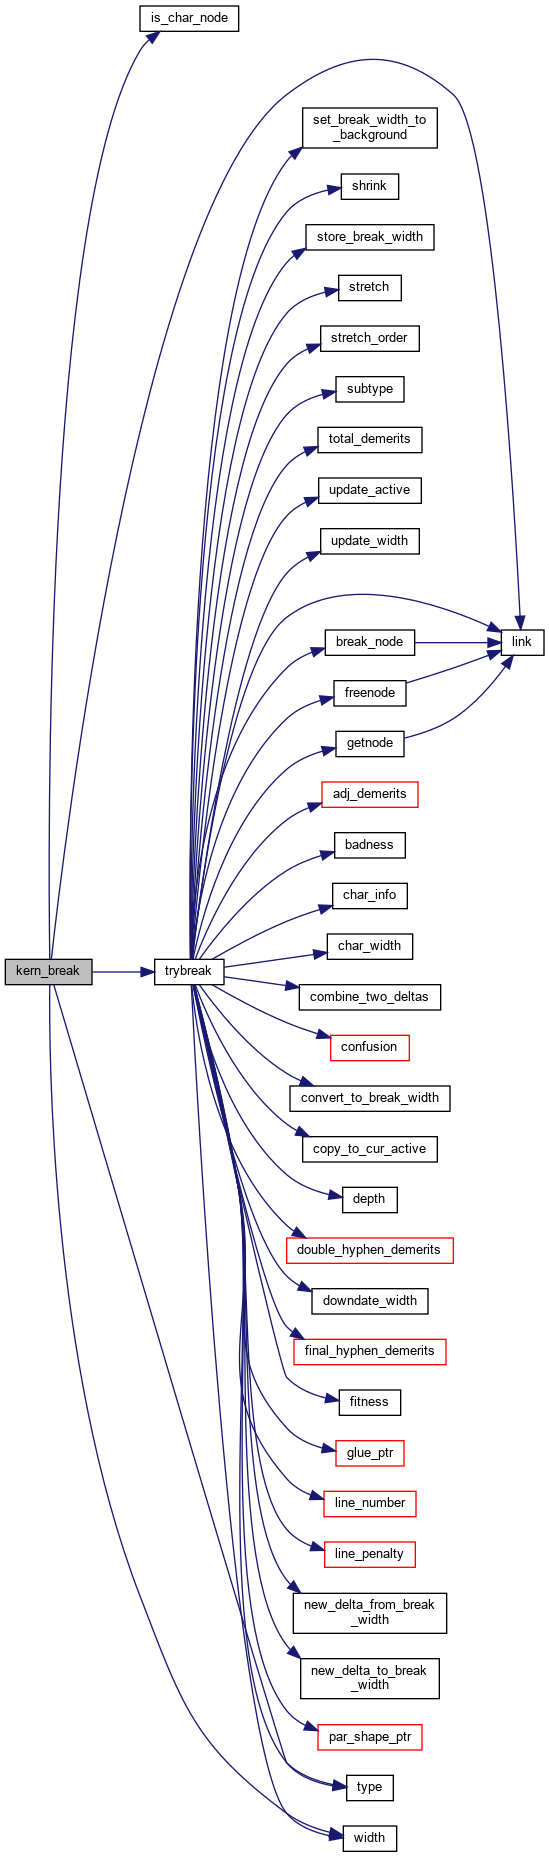 is_char_node
set_break_width_to
_background
shrink
store_break_width
stretch
stretch_order
subtype
total_demerits
update_active
update_width
break_node
link
freenode
getnode
adj_demerits
badness
char_info
char_width
kern_break
trybreak
combine_two_deltas
confusion
convert_to_break_width
copy_to_cur_active
depth
double_hyphen_demerits
downdate_width
final_hyphen_demerits
fitness
glue_ptr
line_number
line_penalty
new_delta_from_break
_width
new_delta_to_break
_width
par_shape_ptr
type
width